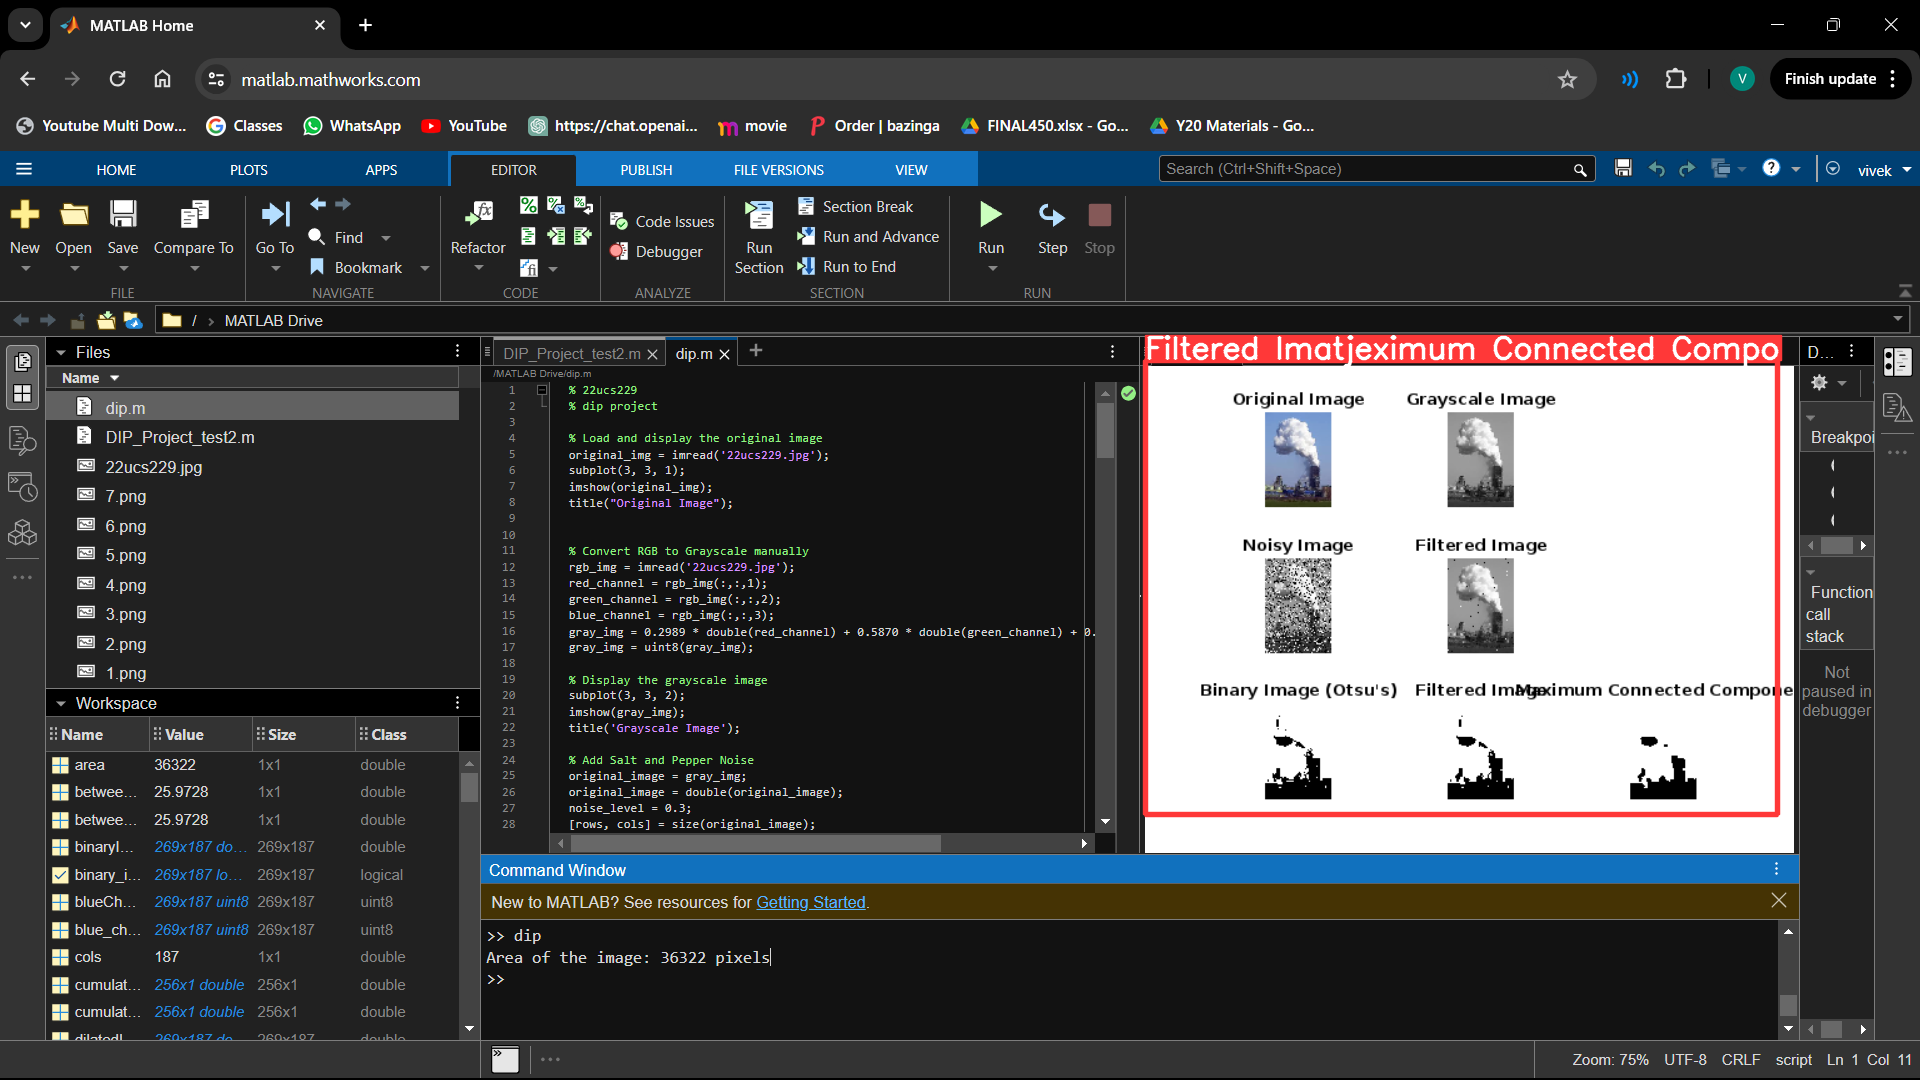 MATLAB Home
matlab.mathworks.com
V
Finish update
Youtube Multi Dow...
Classes
WhatsApp
YouTube
https://chat.openai...
movie
Order | bazinga
FINAL450.xlsx - Go...
Y20 Materials - Go...
HOME
PLOTS
APPS
EDITOR
PUBLISH
FILE VERSIONS
VIEW
Search (Ctrl+Shift+Space)
vivek
New
Open
Save
Compare To
FILE
Go To
Find
Bookmark
NAVIGATE
Refactor
CODE
Code Issues
Debugger
ANALYZE
Run
Section
Section Break
Run and Advance
Run to End
SECTION
Run
Step
Stop
RUN
/ › MATLAB Drive
Files
Name
dip.m
DIP_Project_test2.m
22ucs229.jpg
7.png
6.png
5.png
4.png
3.png
2.png
1.png
Workspace
Name Value Size Class
area 36322 1x1 double
betwee... 25.9728 1x1 double
betwee... 25.9728 1x1 double
binaryI... 269x187 do... 269x187 double
binary_i... 269x187 lo... 269x187 logical
blueCh... 269x187 uint8 269x187 uint8
blue_ch... 269x187 uint8 269x187 uint8
cols 187 1x1 double
cumulat... 256x1 double 256x1 double
cumulat... 256x1 double 256x1 double
dilatedI... 269x187 do... 269x187 double
DIP_Project_test2.m
dip.m
/MATLAB Drive/dip.m
1 % 22ucs229
2 % dip project
3
4 % Load and display the original image
5 original_img = imread('22ucs229.jpg');
6 subplot(3, 3, 1);
7 imshow(original_img);
8 title("Original Image");
9
10
11 % Convert RGB to Grayscale manually
12 rgb_img = imread('22ucs229.jpg');
13 red_channel = rgb_img(:,:,1);
14 green_channel = rgb_img(:,:,2);
15 blue_channel = rgb_img(:,:,3);
16 gray_img = 0.2989 * double(red_channel) + 0.5870 * double(green_channel) + 0.
17 gray_img = uint8(gray_img);
18
19 % Display the grayscale image
20 subplot(3, 3, 2);
21 imshow(gray_img);
22 title('Grayscale Image');
23
24 % Add Salt and Pepper Noise
25 original_image = gray_img;
26 original_image = double(original_image);
27 noise_level = 0.3;
28 [rows, cols] = size(original_image);
Filtered Imatjeximum Connected Compo
Original Image
Grayscale Image
Noisy Image
Filtered Image
Binary Image (Otsu's)
Filtered Image
Maximum Connected Compone
D...
Breakpoi
Function
call
stack
Not
paused in
debugger
Command Window
New to MATLAB? See resources for Getting Started.
>> dip
Area of the image: 36322 pixels
>>
Zoom: 75% UTF-8 CRLF script Ln 1 Col 11